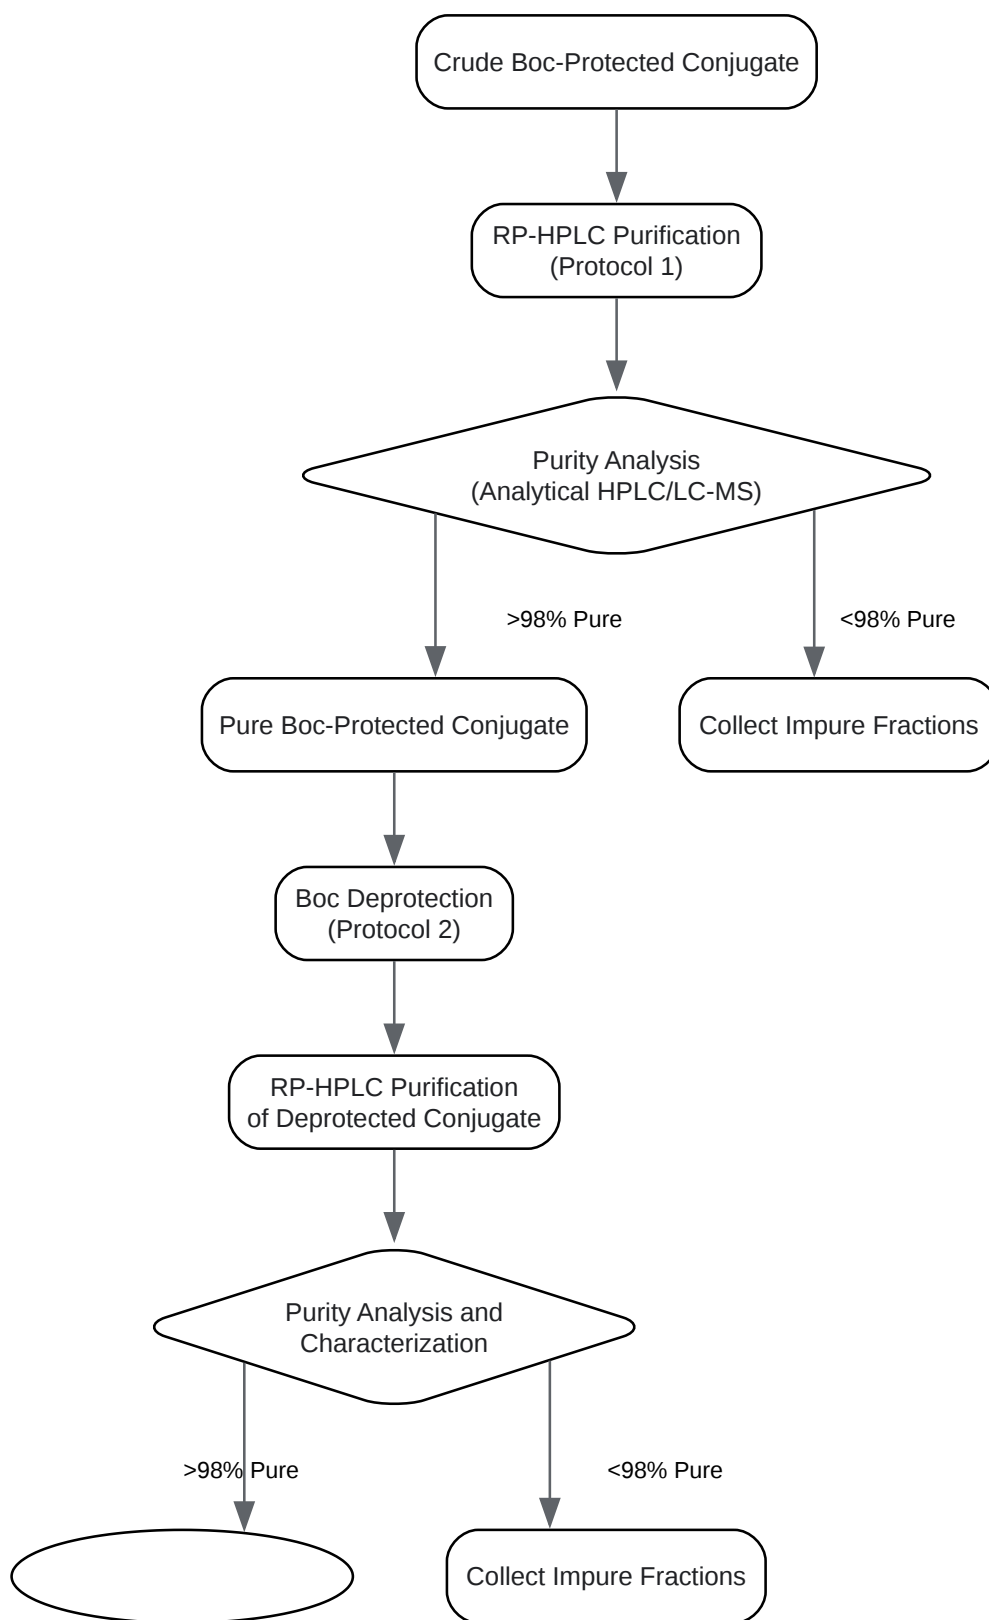 Crude Boc-Protected Conjugate
RP-HPLC Purification
(Protocol 1)
Purity Analysis
(Analytical HPLC/LC-MS)
>98% Pure
<98% Pure
Pure Boc-Protected Conjugate
Collect Impure Fractions
Boc Deprotection
(Protocol 2)
RP-HPLC Purification
of Deprotected Conjugate
Purity Analysis and
Characterization
>98% Pure
<98% Pure
Collect Impure Fractions